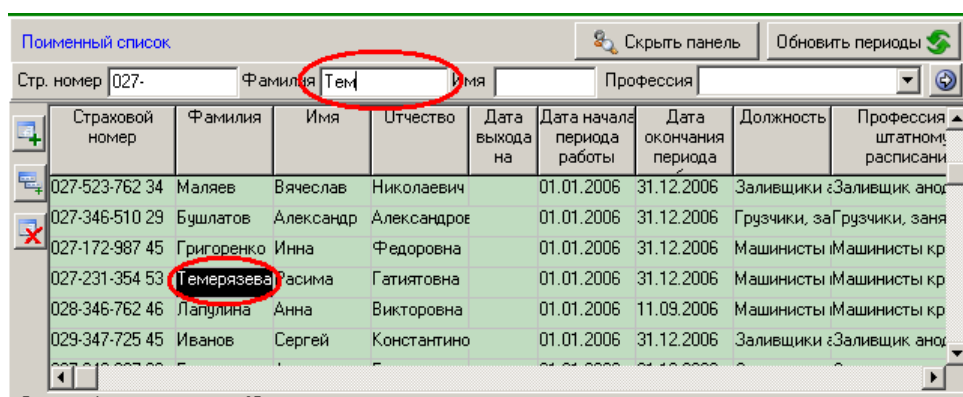 Поименный список Скрыть панель Обновить периоды
Стр. номер 027- Фамилия Тем Имя Профессия
Страховой номер Фамилия Имя Отчество Дата выхода на Дата начала периода работы Дата окончания периода Должность Профессия штатному расписани
027-523-762 34 Маляев Вячеслав Николаевич 01.01.2006 31.12.2006 Заливщики а Заливщик анод
027-346-510 29 Бушлатов Александр Александров 01.01.2006 31.12.2006 Грузчики, за Грузчики, заня
027-172-987 45 Григоренко Инна Федоровна 01.01.2006 31.12.2006 Машинисты Машинисты кр
027-231-354 53 Темерязева Расима Гатиятовна 01.01.2006 31.12.2006 Машинисты Машинисты кр
028-346-762 46 Лапулина Анна Викторовна 01.01.2006 11.09.2006 Машинисты Машинисты кр
029-347-725 45 Иванов Сергей Константино 01.01.2006 31.12.2006 Заливщики а Заливщик анод